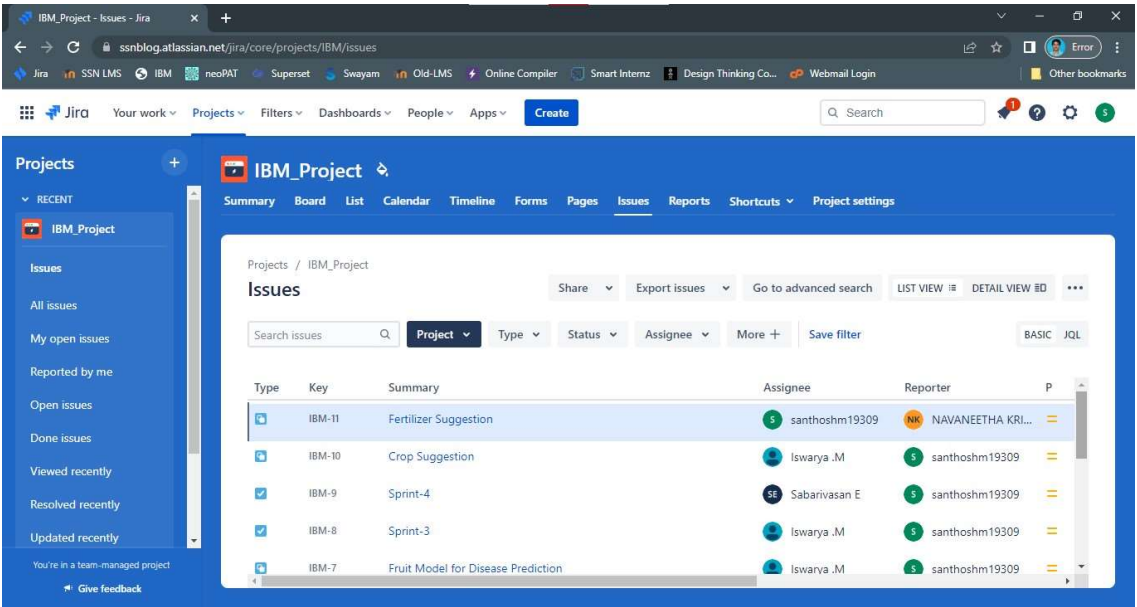 IBM_Project - Issues - Jira
ssnblog.atlassian.net/jira/core/projects/IBM/issues
Error
Jira SSN LMS IBM neoPAT Superset Swayam Old-LMS Online Compiler Smart Internz Design Thinking Co... Webmail Login Other bookmarks
Jira Your work Projects Filters Dashboards People Apps Create Search 1 S
Projects +
RECENT
IBM_Project
Issues
All issues
My open issues
Reported by me
Open issues
Done issues
Viewed recently
Resolved recently
Updated recently
You're in a team-managed project
Give feedback
IBM_Project
Summary Board List Calendar Timeline Forms Pages Issues Reports Shortcuts Project settings
Projects / IBM_Project
Issues Share Export issues Go to advanced search LIST VIEW DETAIL VIEW
Search issues Project Type Status Assignee More + Save filter BASIC JQL
Type Key Summary Assignee Reporter P
IBM-11 Fertilizer Suggestion S santhoshm19309 NK NAVANEETHA KRI...
IBM-10 Crop Suggestion Iswarya .M S santhoshm19309
IBM-9 Sprint-4 SE Sabarivasan E S santhoshm19309
IBM-8 Sprint-3 Iswarya .M S santhoshm19309
IBM-7 Fruit Model for Disease Prediction Iswarya .M S santhoshm19309